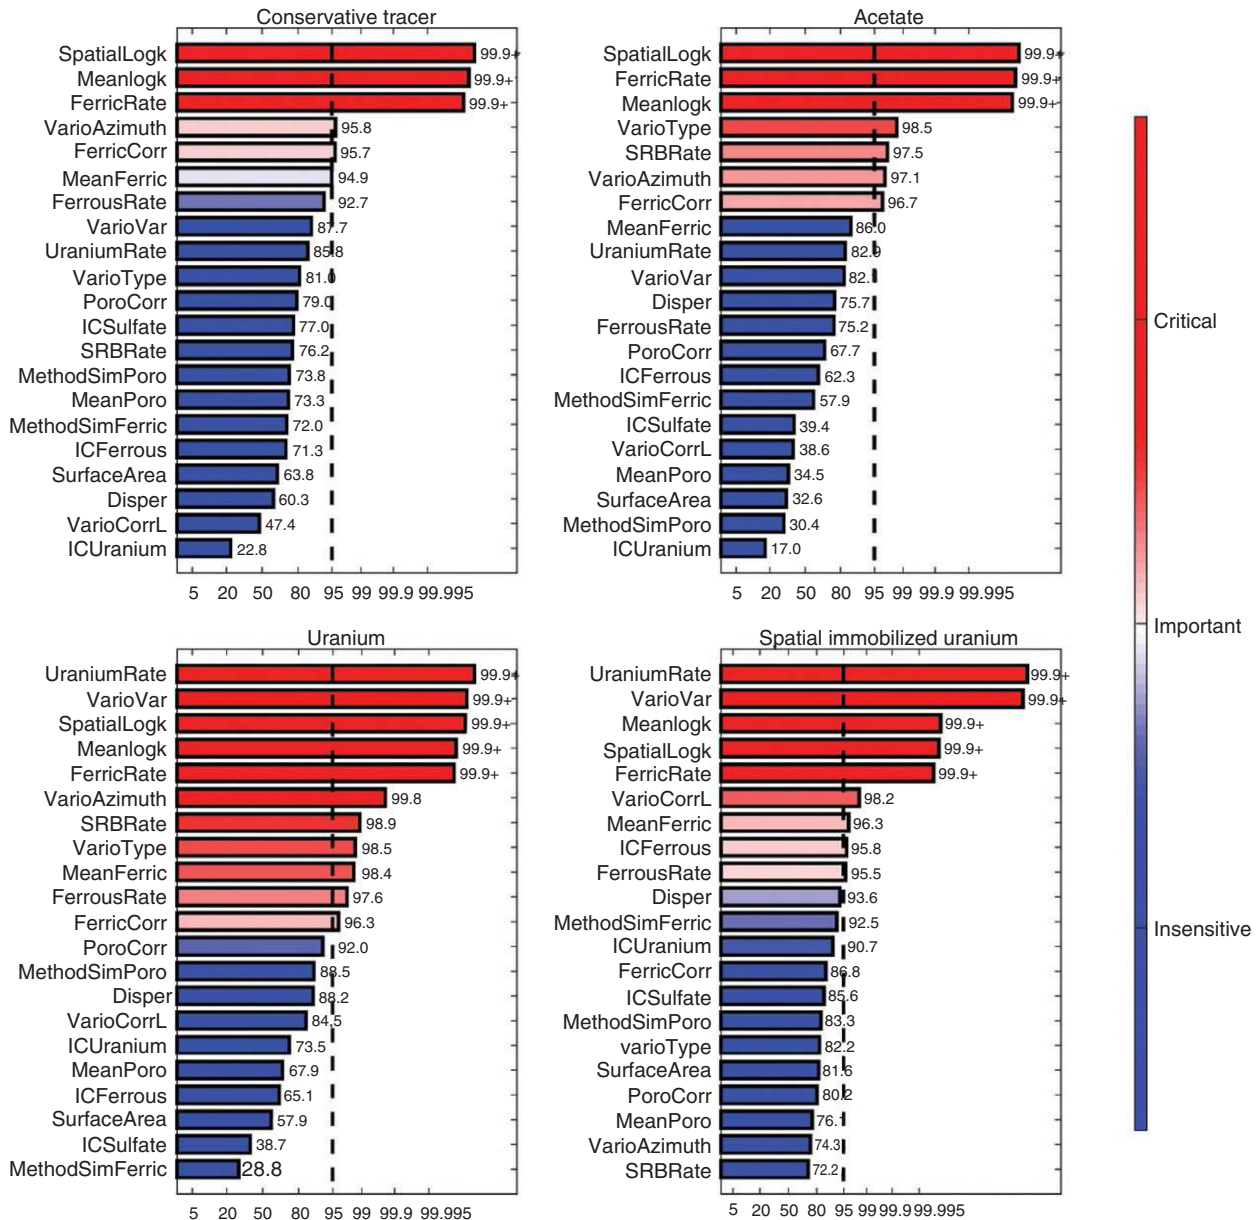 Conservative tracer
SpatialLogk 99.9+
Meanlogk 99.9+
FerricRate 99.9+
VarioAzimuth 95.8
FerricCorr 95.7
MeanFerric 94.9
FerrousRate 92.7
VarioVar 87.7
UraniumRate 85.8
VarioType 81.0
PoroCorr 79.0
ICSulfate 77.0
SRBRate 76.2
MethodSimPoro 73.8
MeanPoro 73.3
MethodSimFerric 72.0
ICFerrous 71.3
SurfaceArea 63.8
Disper 60.3
VarioCorrL 47.4
ICUranium 22.8
5 20 50 80 95 99 99.9 99.995
Acetate
SpatialLogk 99.9+
FerricRate 99.9+
Meanlogk 99.9+
VarioType 98.5
SRBRate 97.5
VarioAzimuth 97.1
FerricCorr 96.7
MeanFerric 86.0
UraniumRate 82.9
VarioVar
Disper 75.7
FerrousRate 75.2
PoroCorr 67.7
ICFerrous 62.3
MethodSimFerric 57.9
ICSulfate 39.4
VarioCorrL 38.6
MeanPoro 34.5
SurfaceArea 32.6
MethodSimPoro 30.4
ICUranium 17.0
5 20 50 80 95 99 99.9 99.995
Uranium
UraniumRate 99.9+
VarioVar 99.9+
SpatialLogk 99.9+
Meanlogk 99.9+
FerricRate 99.9+
VarioAzimuth 99.8
SRBRate 98.9
VarioType 98.5
MeanFerric 98.4
FerrousRate 97.6
FerricCorr 96.3
PoroCorr 92.0
MethodSimPoro 88.5
Disper 88.2
VarioCorrL 84.5
ICUranium 73.5
MeanPoro 67.9
ICFerrous 65.1
SurfaceArea 57.9
ICSulfate 38.7
MethodSimFerric 28.8
5 20 50 80 95 99 99.9 99.995
Spatial immobilized uranium
UraniumRate 99.9+
VarioVar 99.9+
Meanlogk 99.9+
SpatialLogk 99.9+
FerricRate 99.9+
VarioCorrL 98.2
MeanFerric 96.3
ICFerrous 95.8
FerrousRate 95.5
Disper 93.6
MethodSimFerric 92.5
ICUranium 90.7
FerricCorr 86.8
ICSulfate 85.6
MethodSimPoro 83.3
varioType 82.2
SurfaceArea 81.6
PoroCorr 80.2
MeanPoro
VarioAzimuth 74.3
SRBRate 72.2
5 20 50 80 95 99 99.9 99.995
Critical
Important
Insensitive